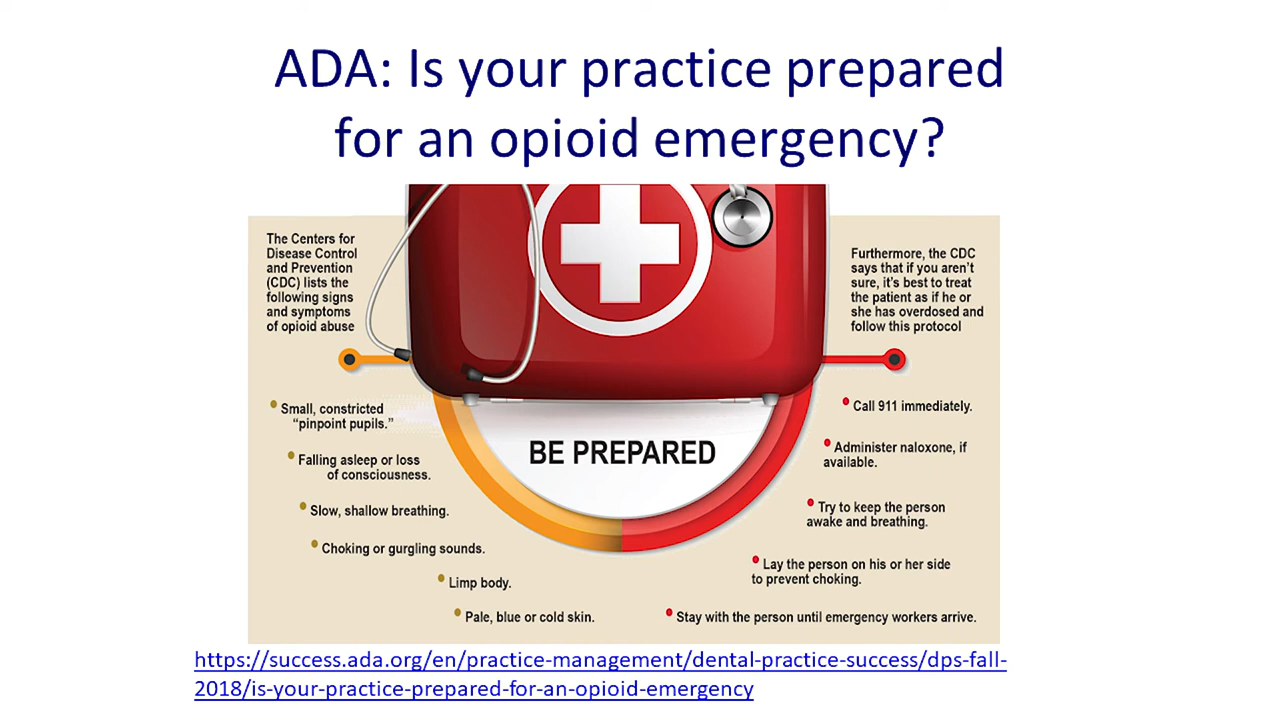 ADA: Is your practice prepared
for an opioid emergency?
The Centers for
Disease Control
and Prevention
(CDC) lists the
following signs
and symptoms
of opioid abuse
Small, constricted
"pinpoint pupils."
Falling asleep or loss
of consciousness.
Slow, shallow breathing.
Choking or gurgling sounds.
Limp body.
Pale, blue or cold skin.
BE PREPARED
Furthermore, the CDC
says that if you aren't
sure, it's best to treat
the patient as if he or
she has overdosed and
follow this protocol
Call 911 immediately.
Administer naloxone, if
available.
Try to keep the person
awake and breathing.
Lay the person on his or her side
to prevent choking.
Stay with the person until emergency workers arrive.
https://success.ada.org/en/practice-management/dental-practice-success/dps-fall-
2018/is-your-practice-prepared-for-an-opioid-emergency